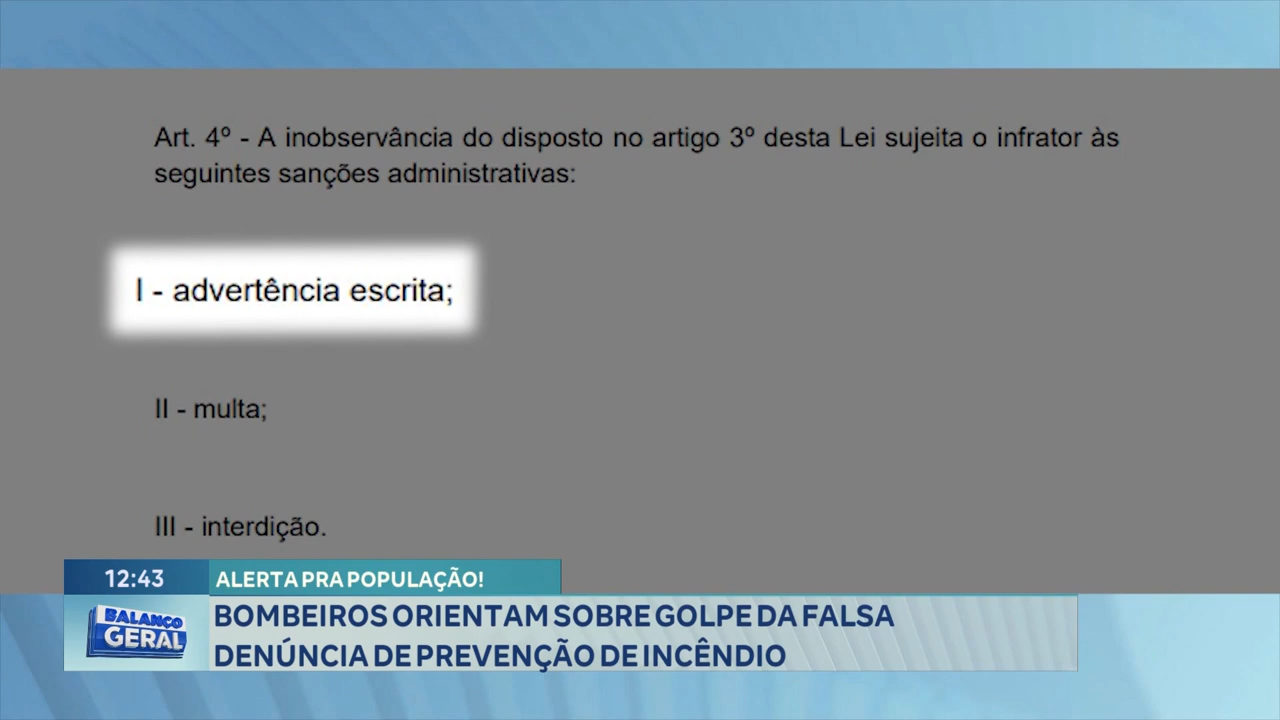 Art. 4º - A inobservância do disposto no artigo 3º desta Lei sujeita o infrator às
seguintes sanções administrativas:
I - advertência escrita;
II - multa;
III - interdição.
12:43
ALERTA PRA POPULAÇÃO!
BALANÇO
GERAL
BOMBEIROS ORIENTAM SOBRE GOLPE DA FALSA
DENÚNCIA DE PREVENÇÃO DE INCÊNDIO